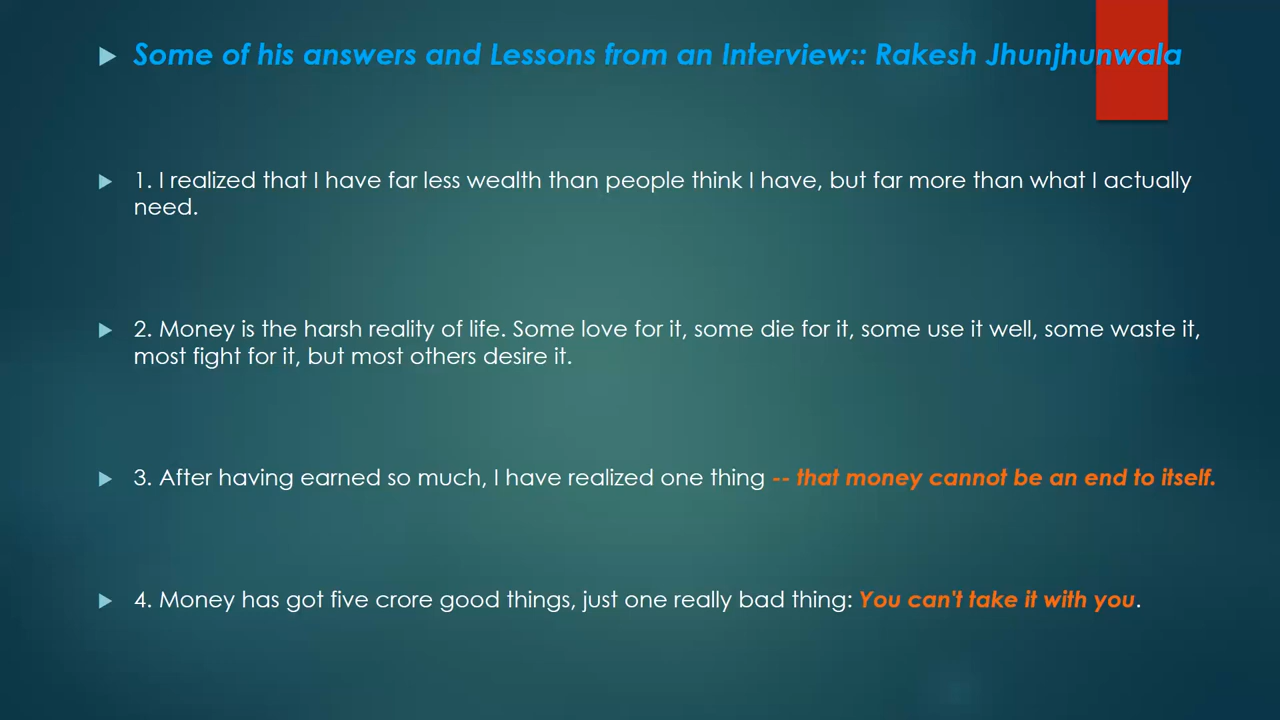 Some of his answers and Lessons from an Interview:: Rakesh Jhunjhunwala
1. I realized that I have far less wealth than people think I have, but far more than what I actually
need.
2. Money is the harsh reality of life. Some love for it, some die for it, some use it well, some waste it,
most fight for it, but most others desire it.
3. After having earned so much, I have realized one thing -- that money cannot be an end to itself.
4. Money has got five crore good things, just one really bad thing: You can't take it with you.